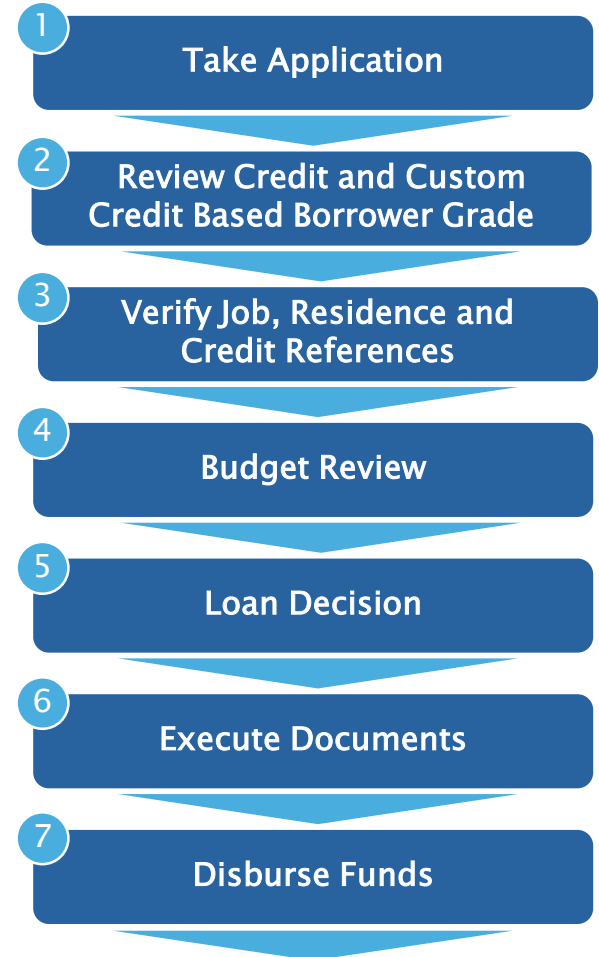 1
Take Application
2
Review Credit and Custom
Credit Based Borrower Grade
3
Verify Job, Residence and
Credit References
4
Budget Review
5
Loan Decision
6
Execute Documents
7
Disburse Funds